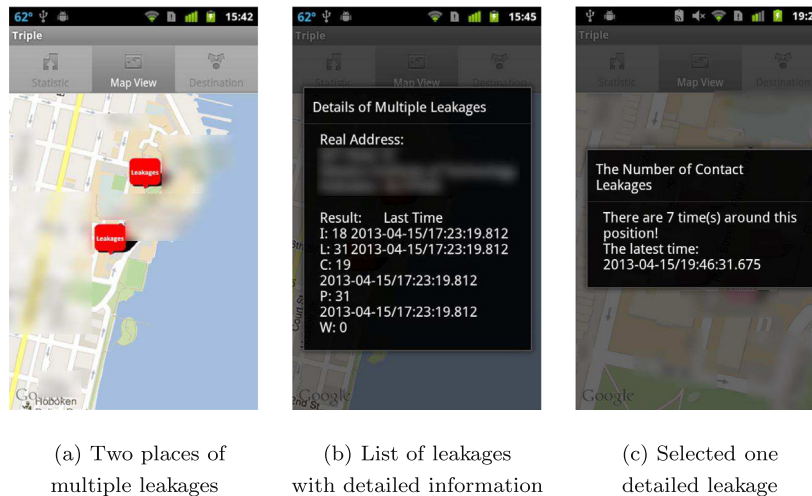 62° 15:42
Triple
Statistic Map View Destination
Leakages
Leakages
Hoboken
62° 15:45
Triple
Map View
Details of Multiple Leakages
Real Address:
Result: Last Time
I: 18 2013-04-15/17:23:19.812
L: 31 2013-04-15/17:23:19.812
C: 19
2013-04-15/17:23:19.812
P: 31
2013-04-15/17:23:19.812
W: 0
Google
19:2
Triple
Statistic Map View
The Number of Contact
Leakages
There are 7 time(s) around this
position!
The latest time:
2013-04-15/19:46:31.675
Google
(a) Two places of
multiple leakages
(b) List of leakages
with detailed information
(c) Selected one
detailed leakage